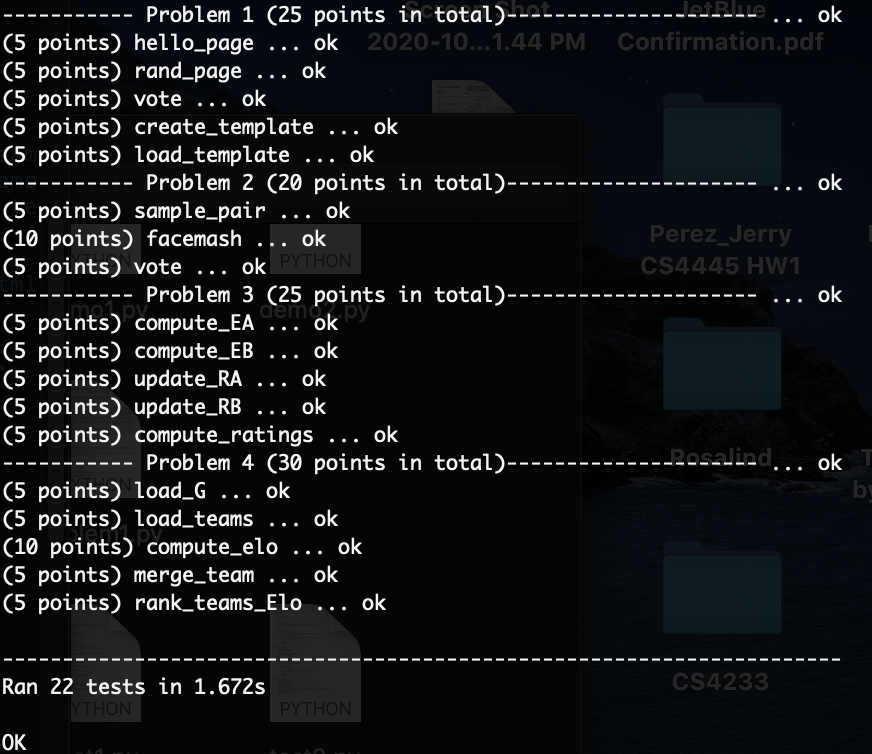 ----------- Problem 1 (25 points in total)--------------------- ... ok
(5 points) hello_page ... ok
(5 points) rand_page ... ok
(5 points) vote ... ok
(5 points) create_template ... ok
(5 points) load_template ... ok
----------- Problem 2 (20 points in total)--------------------- ... ok
(5 points) sample_pair ... ok
(10 points) facemash ... ok
(5 points) vote ... ok
----------- Problem 3 (25 points in total)--------------------- ... ok
(5 points) compute_EA ... ok
(5 points) compute_EB ... ok
(5 points) update_RA ... ok
(5 points) update_RB ... ok
(5 points) compute_ratings ... ok
----------- Problem 4 (30 points in total)--------------------- ... ok
(5 points) load_G ... ok
(5 points) load_teams ... ok
(10 points) compute_elo ... ok
(5 points) merge_team ... ok
(5 points) rank_teams_Elo ... ok
----------------------------------------------------------------------
Ran 22 tests in 1.672s
OK
Screen Shot
2020-10...1.44 PM
JetBlue
Confirmation.pdf
Perez_Jerry
CS4445 HW1
PYTHON
demo2.py
Rosalind
CS4233
PYTHON